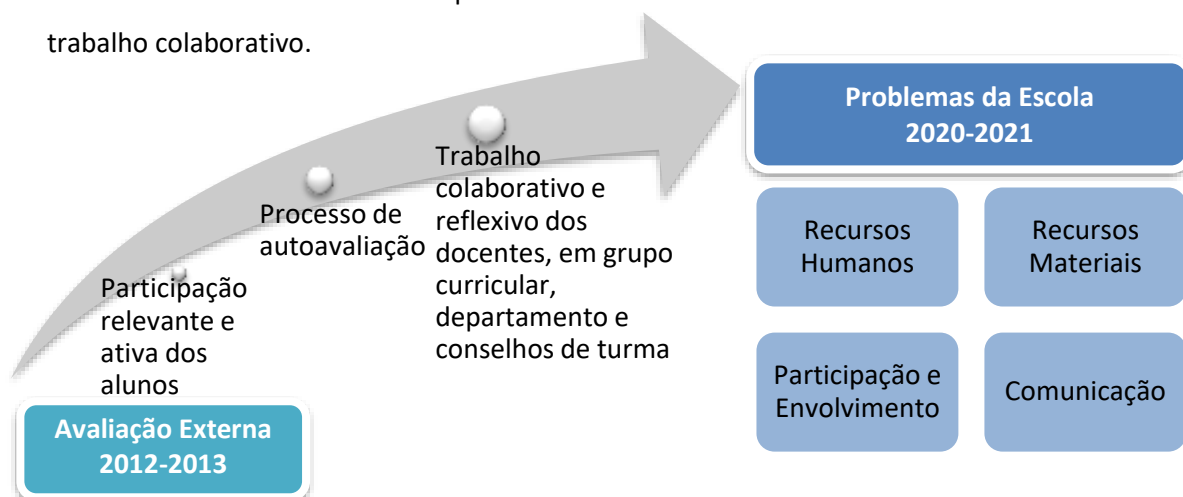 trabalho colaborativo.
Problemas da Escola
2020-2021
Trabalho
colaborativo e
reflexivo dos
docentes, em grupo
curricular,
departamento e
conselhos de turma
Processo de
autoavaliação
Participação
relevante e
ativa dos
alunos
Avaliação Externa
2012-2013
Recursos
Humanos
Recursos
Materiais
Participação e
Envolvimento
Comunicação